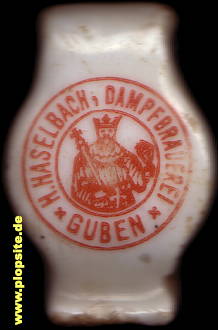 H. HASELBACH, DAMPFBRAUEREI
* GUBEN *
www.plopsite.de